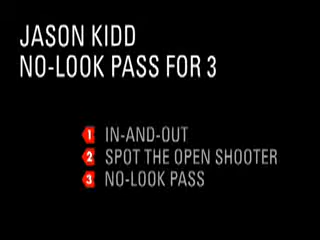 JASON KIDD
NO-LOOK PASS FOR 3
1 IN-AND-OUT
2 SPOT THE OPEN SHOOTER
3 NO-LOOK PASS